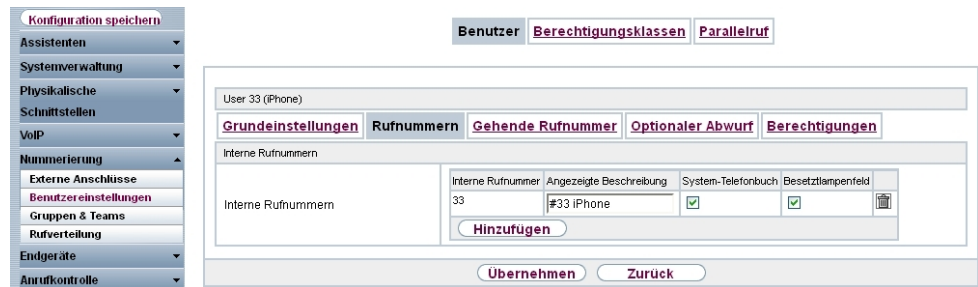 Konfiguration speichern
Assistenten
Systemverwaltung
Physikalische
Schnittstellen
VoIP
Nummerierung
Externe Anschlüsse
Benutzereinstellungen
Gruppen & Teams
Rufverteilung
Endgeräte
Anrufkontrolle
Benutzer Berechtigungsklassen Parallelruf
User 33 (iPhone)
Grundeinstellungen Rufnummern Gehende Rufnummer Optionaler Abwurf Berechtigungen
Interne Rufnummern
Interne Rufnummer Angezeigte Beschreibung System-Telefonbuch Besetztlampenfeld
Interne Rufnummern 33 #33 iPhone
Hinzufügen
Übernehmen Zurück